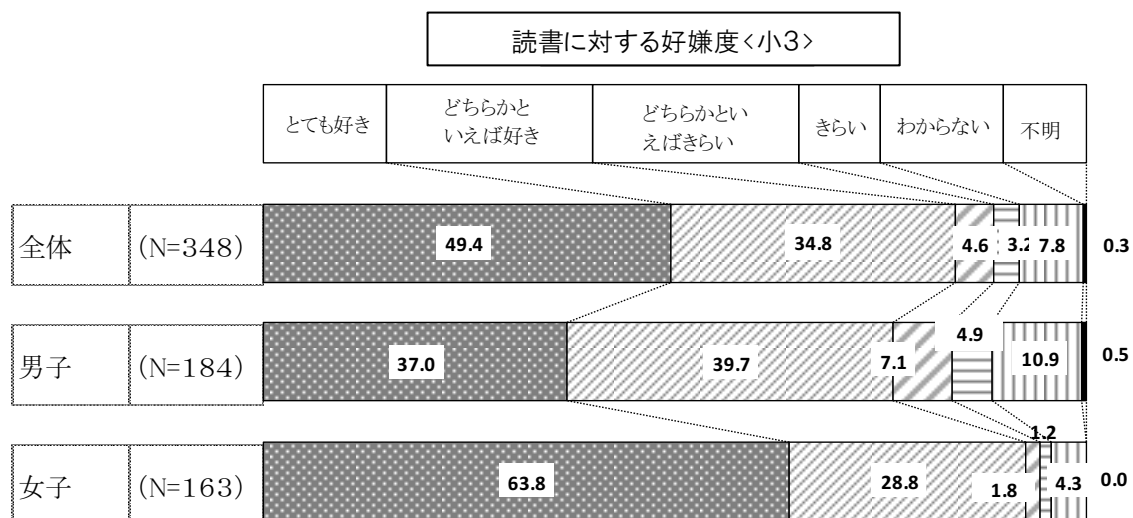 読書に対する好嫌度<小3>
とても好き
どちらかと
いえば好き
どちらかとい
えばきらい
きらい
わからない
不明
全体 (N=348) 49.4 34.8 4.6 3.2 7.8 0.3
男子 (N=184) 37.0 39.7 7.1 4.9 10.9 0.5
女子 (N=163) 63.8 28.8 1.8 1.2 4.3 0.0